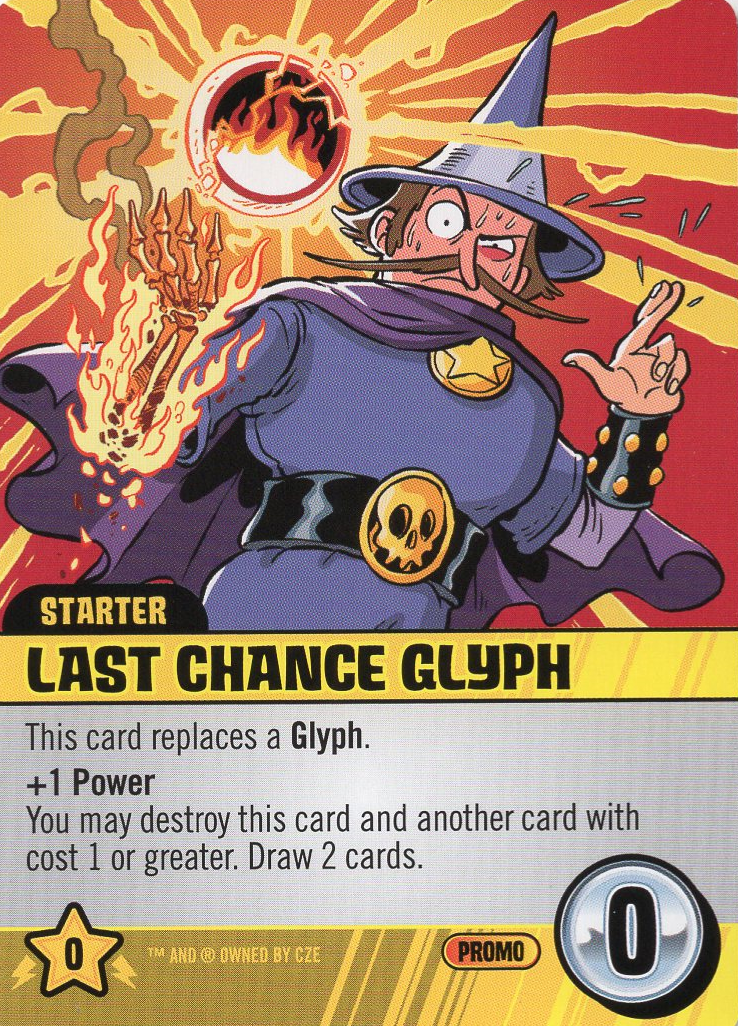 STARTER
LAST CHANCE GLYPH
This card replaces a Glyph.
+1 Power
You may destroy this card and another card with
cost 1 or greater. Draw 2 cards.
0
0
™ AND ® OWNED BY CZE
PROMO